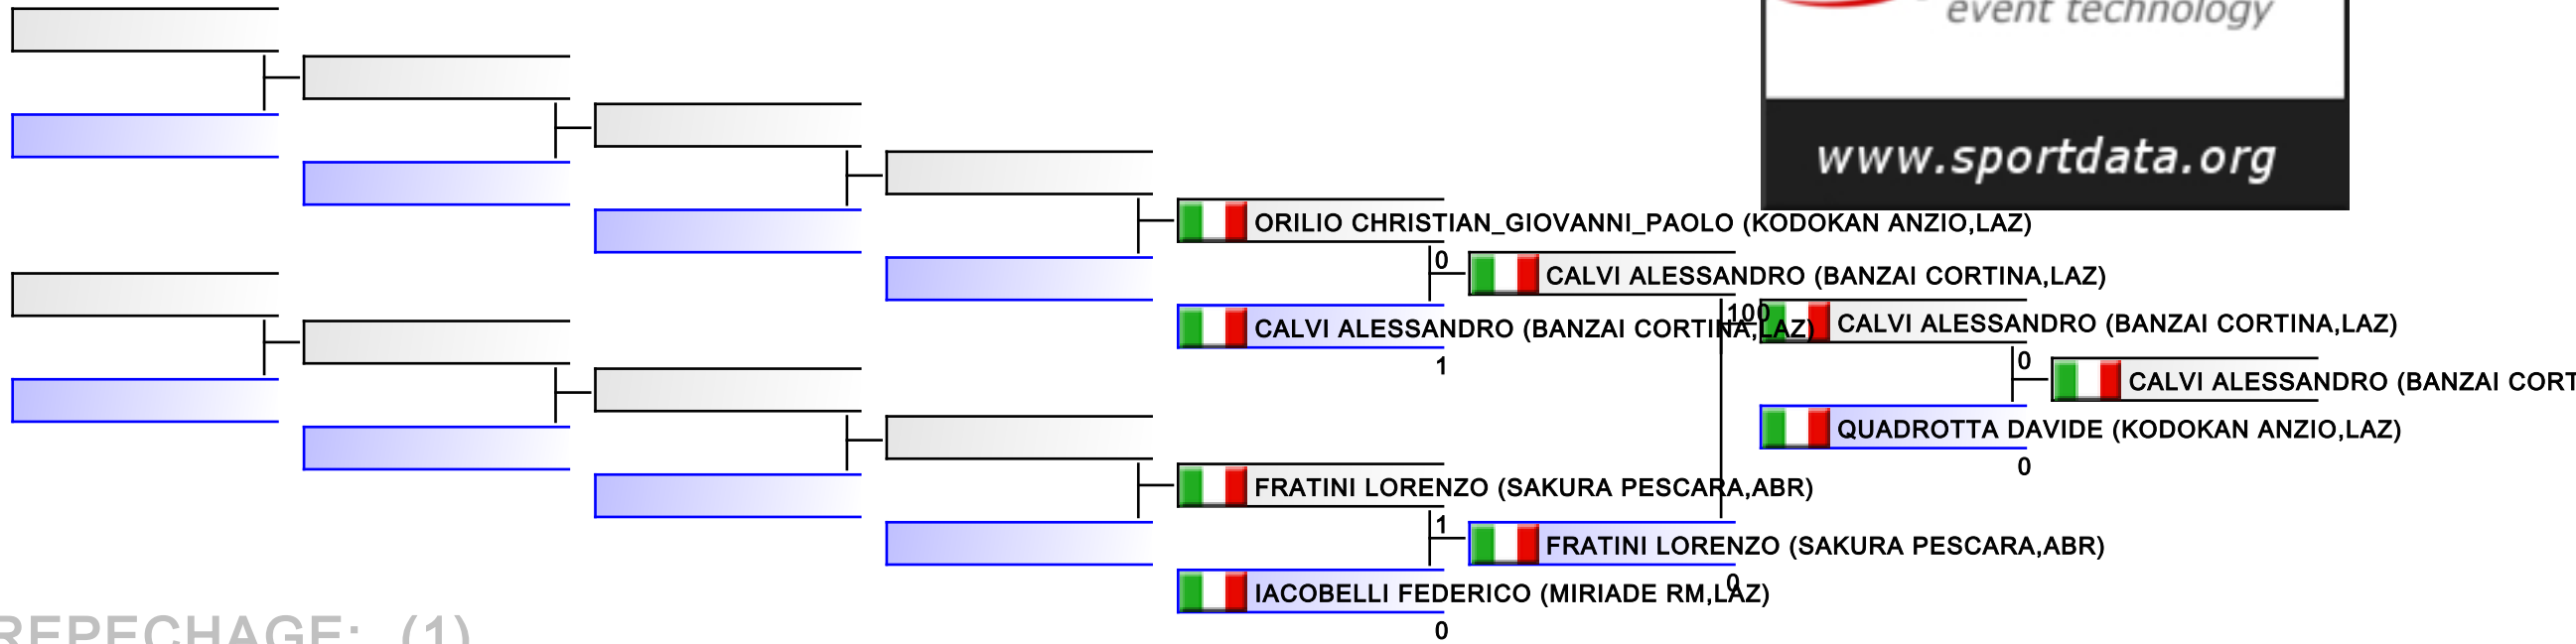 event technology
www.sportdata.org
ORILIO CHRISTIAN_GIOVANNI_PAOLO (KODOKAN ANZIO,LAZ)
0
CALVI ALESSANDRO (BANZAI CORTINA,LAZ)
100
CALVI ALESSANDRO (BANZAI CORTINA,LAZ)
CALVI ALESSANDRO (BANZAI CORTINA,LAZ)
1
0
CALVI ALESSANDRO (BANZAI CORT
QUADROTTA DAVIDE (KODOKAN ANZIO,LAZ)
0
FRATINI LORENZO (SAKURA PESCARA,ABR)
1
FRATINI LORENZO (SAKURA PESCARA,ABR)
0
IACOBELLI FEDERICO (MIRIADE RM,LAZ)
0
REPECHAGE: (1)